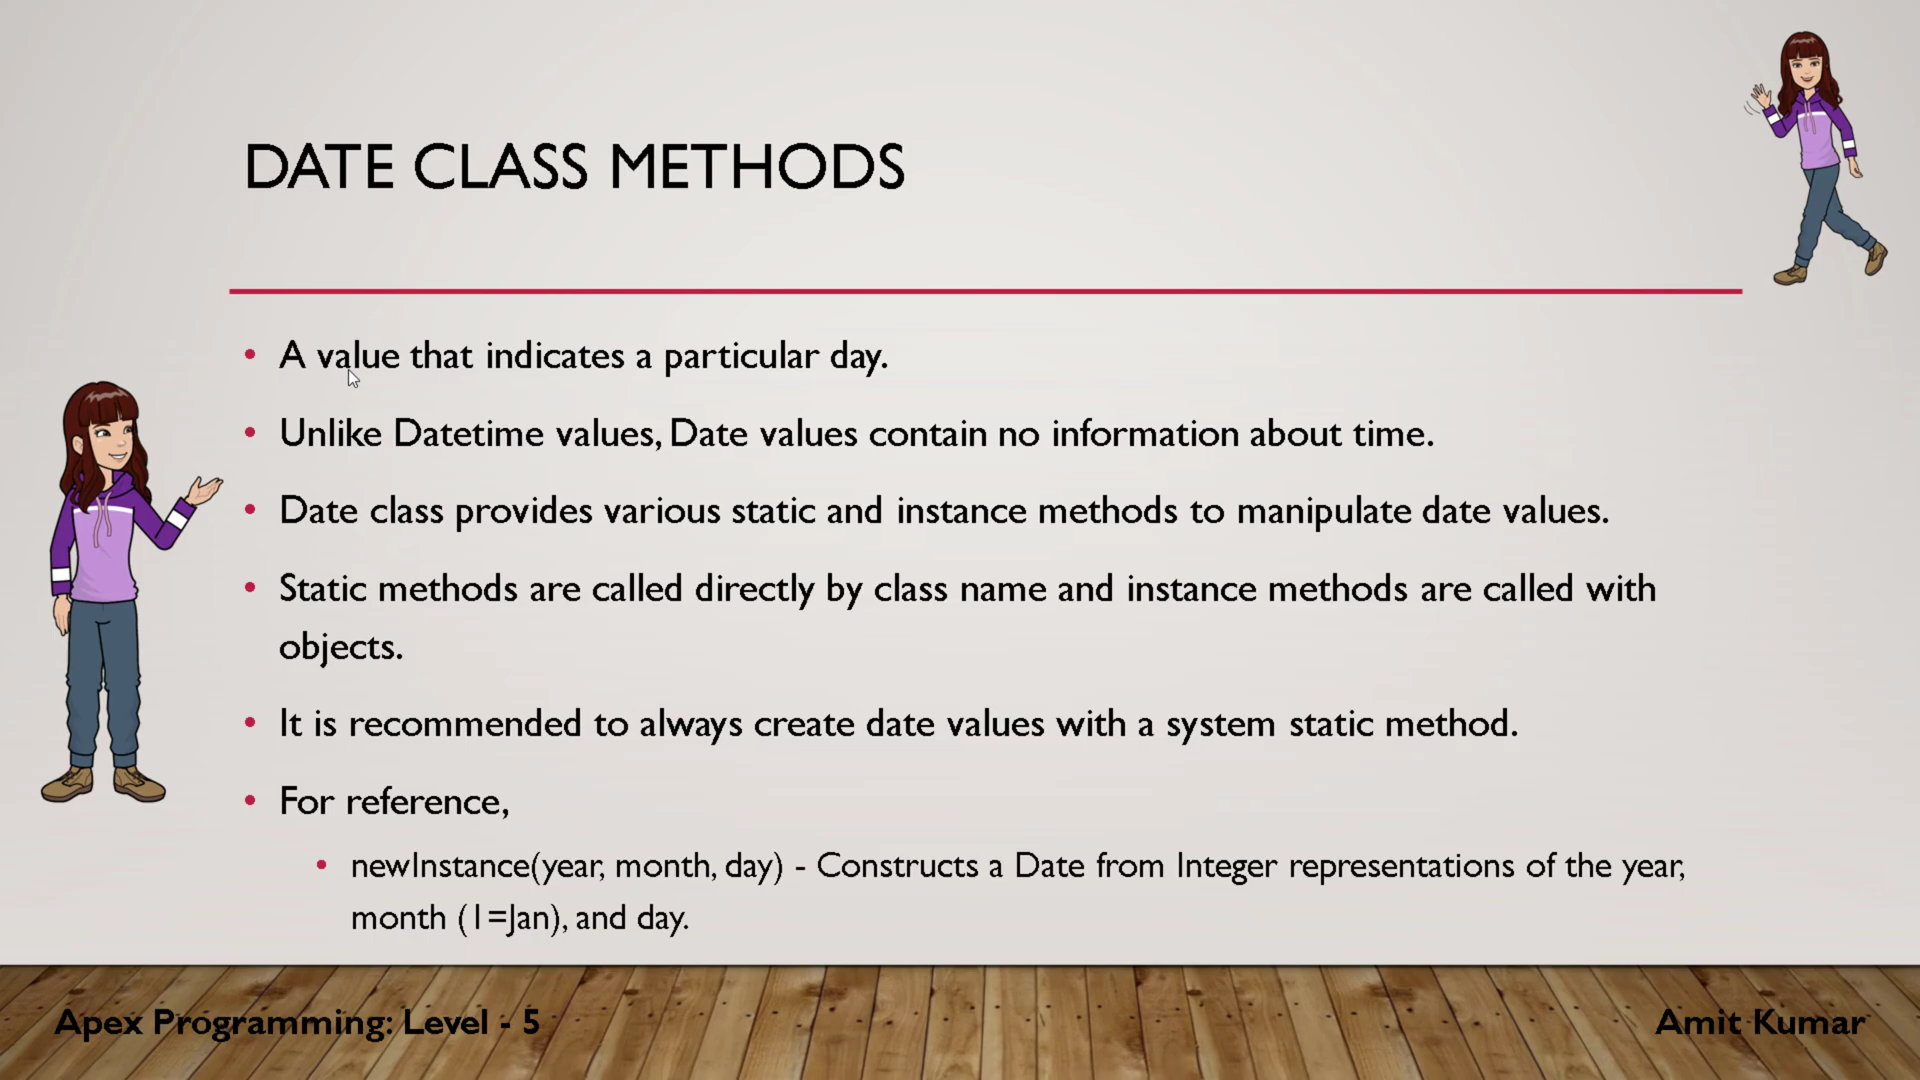 DATE CLASS METHODS
• A value that indicates a particular day.
• Unlike Datetime values, Date values contain no information about time.
• Date class provides various static and instance methods to manipulate date values.
• Static methods are called directly by class name and instance methods are called with
objects.
• It is recommended to always create date values with a system static method.
• For reference,
• newInstance(year, month, day) - Constructs a Date from Integer representations of the year,
month (1=Jan), and day.
Apex Programming: Level - 5
Amit Kumar